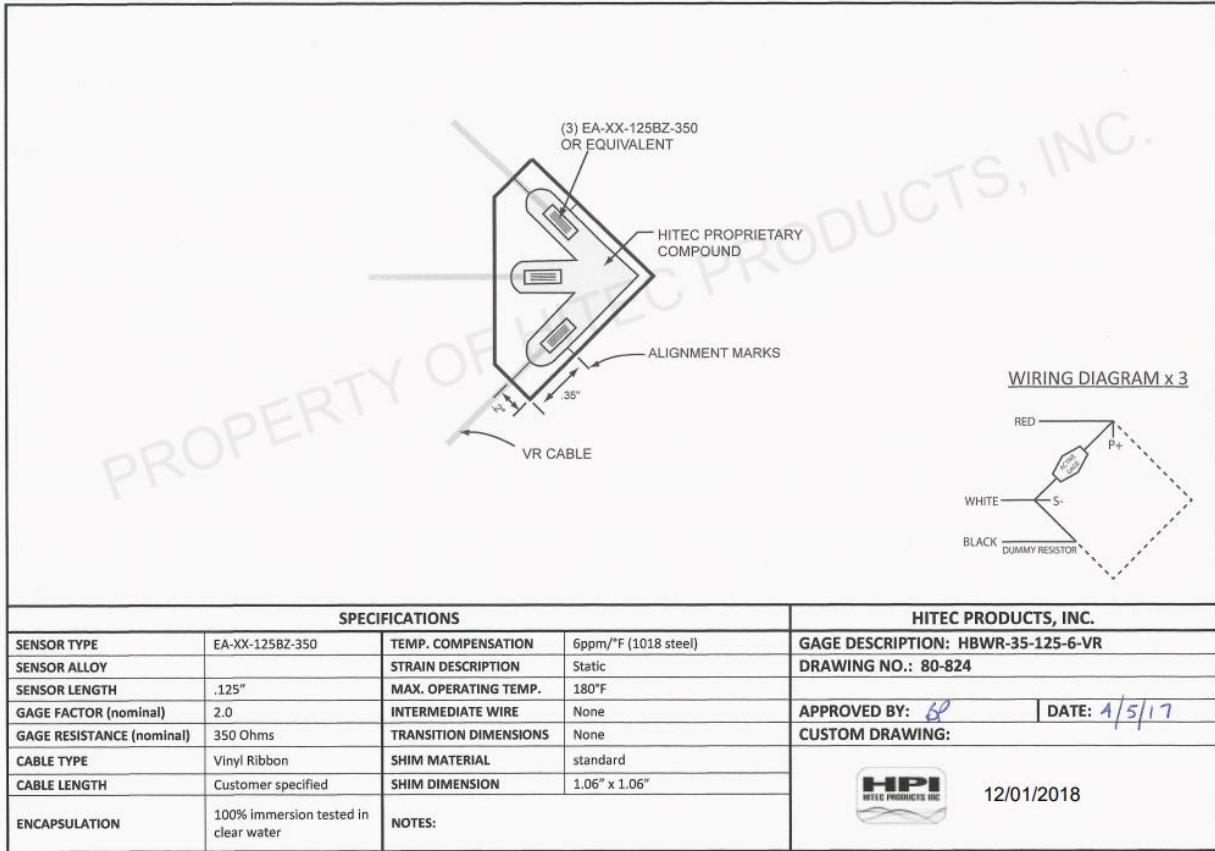 PROPERTY OF HITEC PRODUCTS, INC.
(3) EA-XX-125BZ-350
OR EQUIVALENT
HITEC PROPRIETARY
COMPOUND
ALIGNMENT MARKS
.35"
VR CABLE
WIRING DIAGRAM x 3
RED
P+
ACTIVE
GAGE
WHITE
S-
BLACK
DUMMY RESISTOR
SPECIFICATIONS
SENSOR TYPE EA-XX-125BZ-350 TEMP. COMPENSATION 6ppm/°F (1018 steel)
SENSOR ALLOY STRAIN DESCRIPTION Static
SENSOR LENGTH .125" MAX. OPERATING TEMP. 180°F
GAGE FACTOR (nominal) 2.0 INTERMEDIATE WIRE None
GAGE RESISTANCE (nominal) 350 Ohms TRANSITION DIMENSIONS None
CABLE TYPE Vinyl Ribbon SHIM MATERIAL standard
CABLE LENGTH Customer specified SHIM DIMENSION 1.06" x 1.06"
ENCAPSULATION 100% immersion tested in
clear water
NOTES:
HITEC PRODUCTS, INC.
GAGE DESCRIPTION: HBWR-35-125-6-VR
DRAWING NO.: 80-824
APPROVED BY: DATE: 4/5/17
CUSTOM DRAWING:
HPI
HITEC PRODUCTS INC
12/01/2018